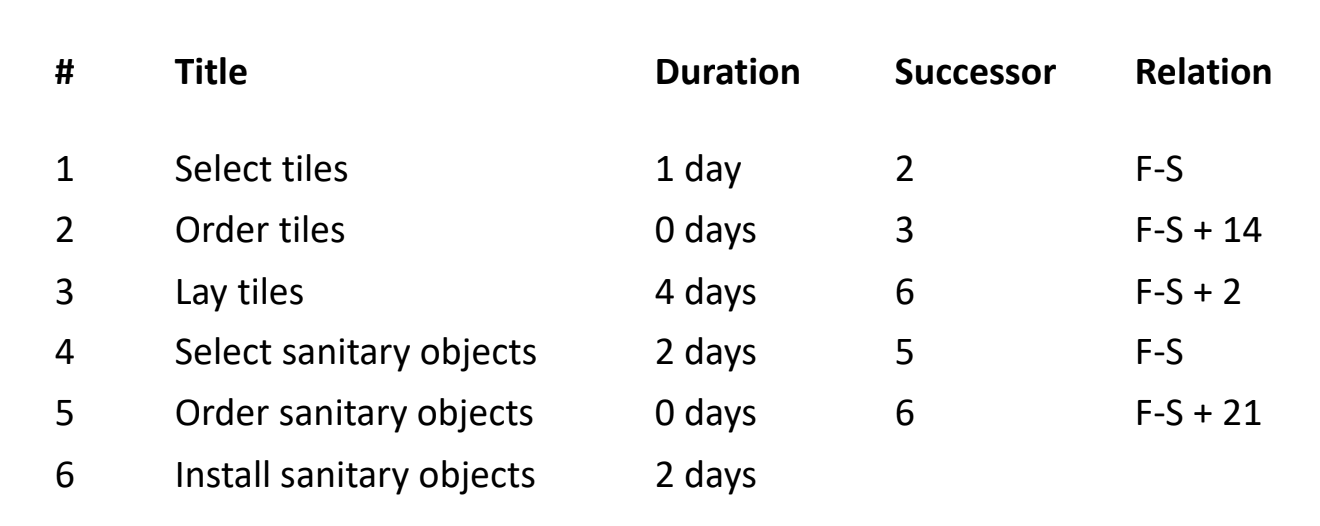 # Title Duration Successor Relation
1 Select tiles 1 day 2 F-S
2 Order tiles 0 days 3 F-S + 14
3 Lay tiles 4 days 6 F-S + 2
4 Select sanitary objects 2 days 5 F-S
5 Order sanitary objects 0 days 6 F-S + 21
6 Install sanitary objects 2 days